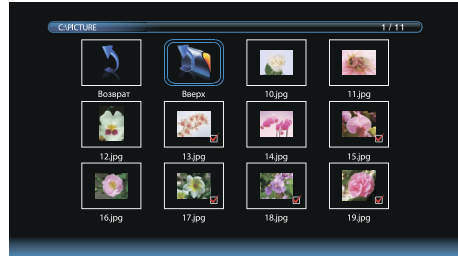 C:\PICTURE 1 / 11
Возврат Вверх 10.jpg 11.jpg
12.jpg 13.jpg 14.jpg 15.jpg
16.jpg 17.jpg 18.jpg 19.jpg